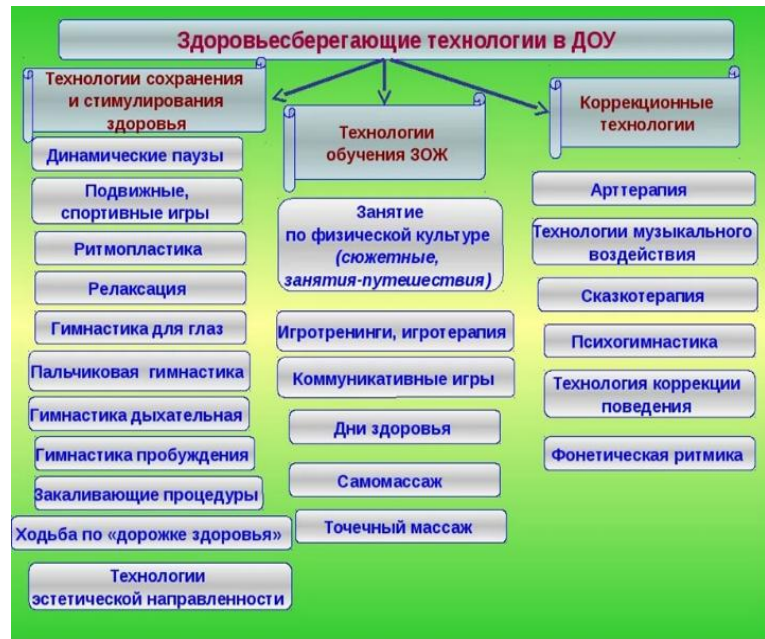 Здоровьесберегающие технологии в ДОУ
Технологии сохранения
и стимулирования
здоровья
Динамические паузы
Подвижные,
спортивные игры
Ритмопластика
Релаксация
Гимнастика для глаз
Пальчиковая гимнастика
Гимнастика дыхательная
Гимнастика пробуждения
Закаливающие процедуры
Ходьба по «дорожке здоровья»
Технологии
эстетической направленности
Технологии
обучения ЗОЖ
Занятие
по физической культуре
(сюжетные,
занятия-путешествия)
Игротренинги, игротерапия
Коммуникативные игры
Дни здоровья
Самомассаж
Точечный массаж
Коррекционные
технологии
Арттерапия
Технологии музыкального
воздействия
Сказкотерапия
Психогимнастика
Технология коррекции
поведения
Фонетическая ритмика